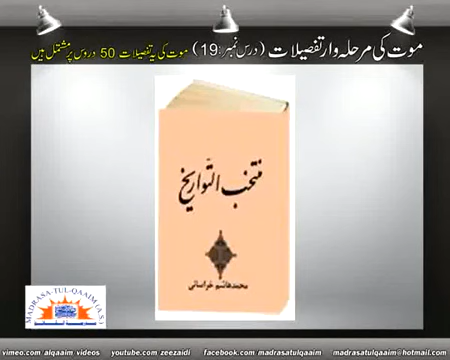 موت کی مرحلہ وار تفصیلات (درس نمبر:19) موت کی یہ تفصیلات 50 دروس پر مشتمل ہیں
منتخب التواریخ
محمد هاشم خراسانی
MADRASA-TUL-QAAIM (A.S)
vimeo.com alqaaim videos youtube.com zeezaidi facebook.com madrasatulqaaim madrasatulqaaim@hotmail.com